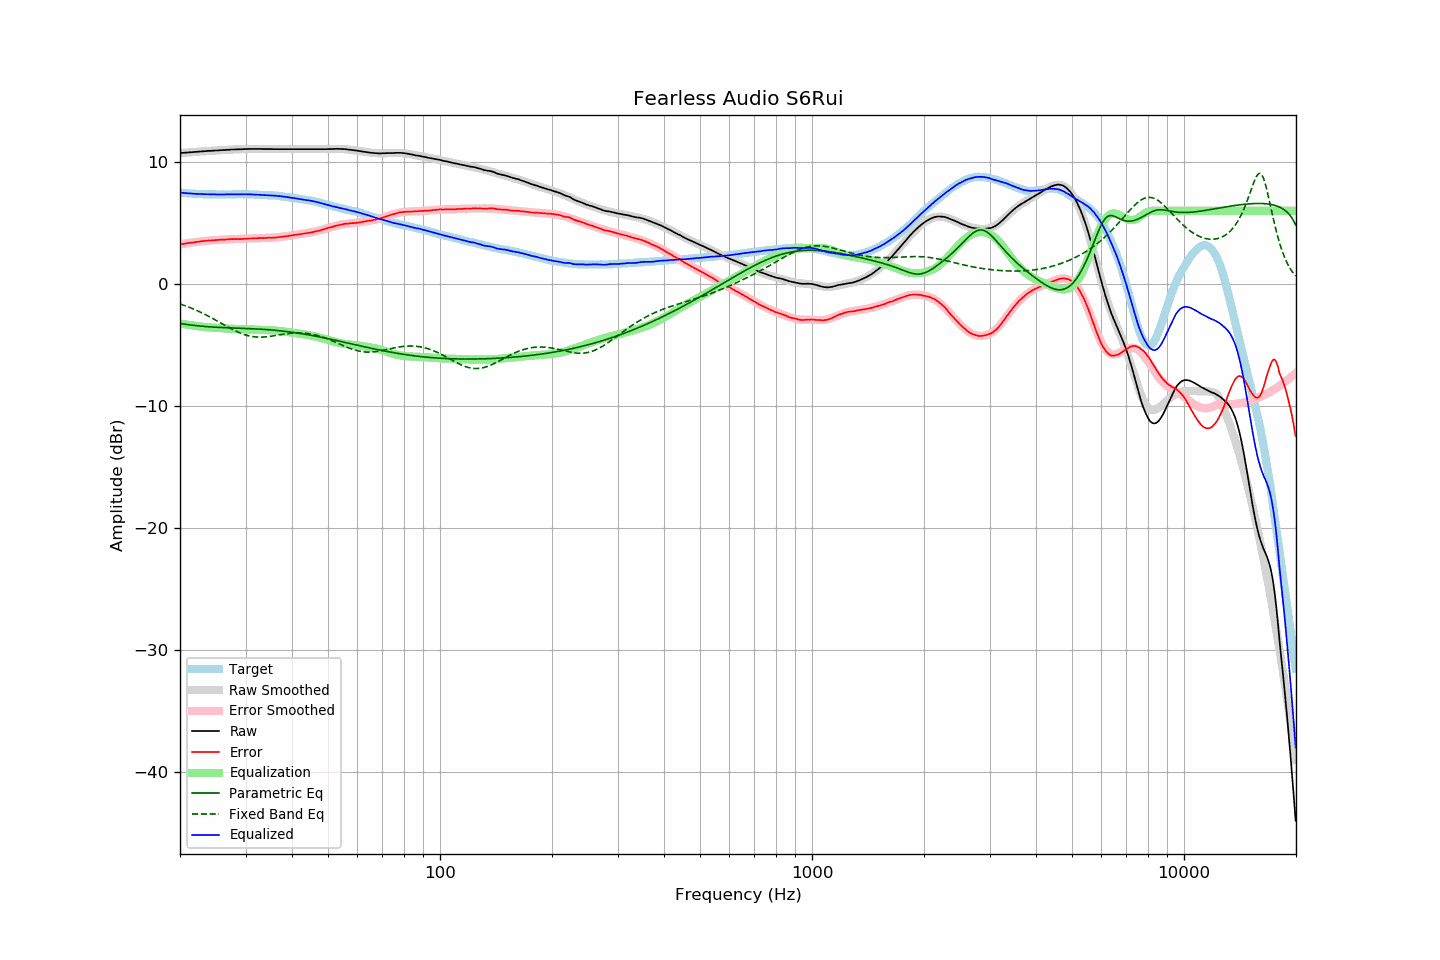 Fearless Audio S6Rui
10
0
−10
−20
−30
−40
Amplitude (dBr)
Target
Raw Smoothed
Error Smoothed
Raw
Error
Equalization
Parametric Eq
Fixed Band Eq
Equalized
100
1000
10000
Frequency (Hz)